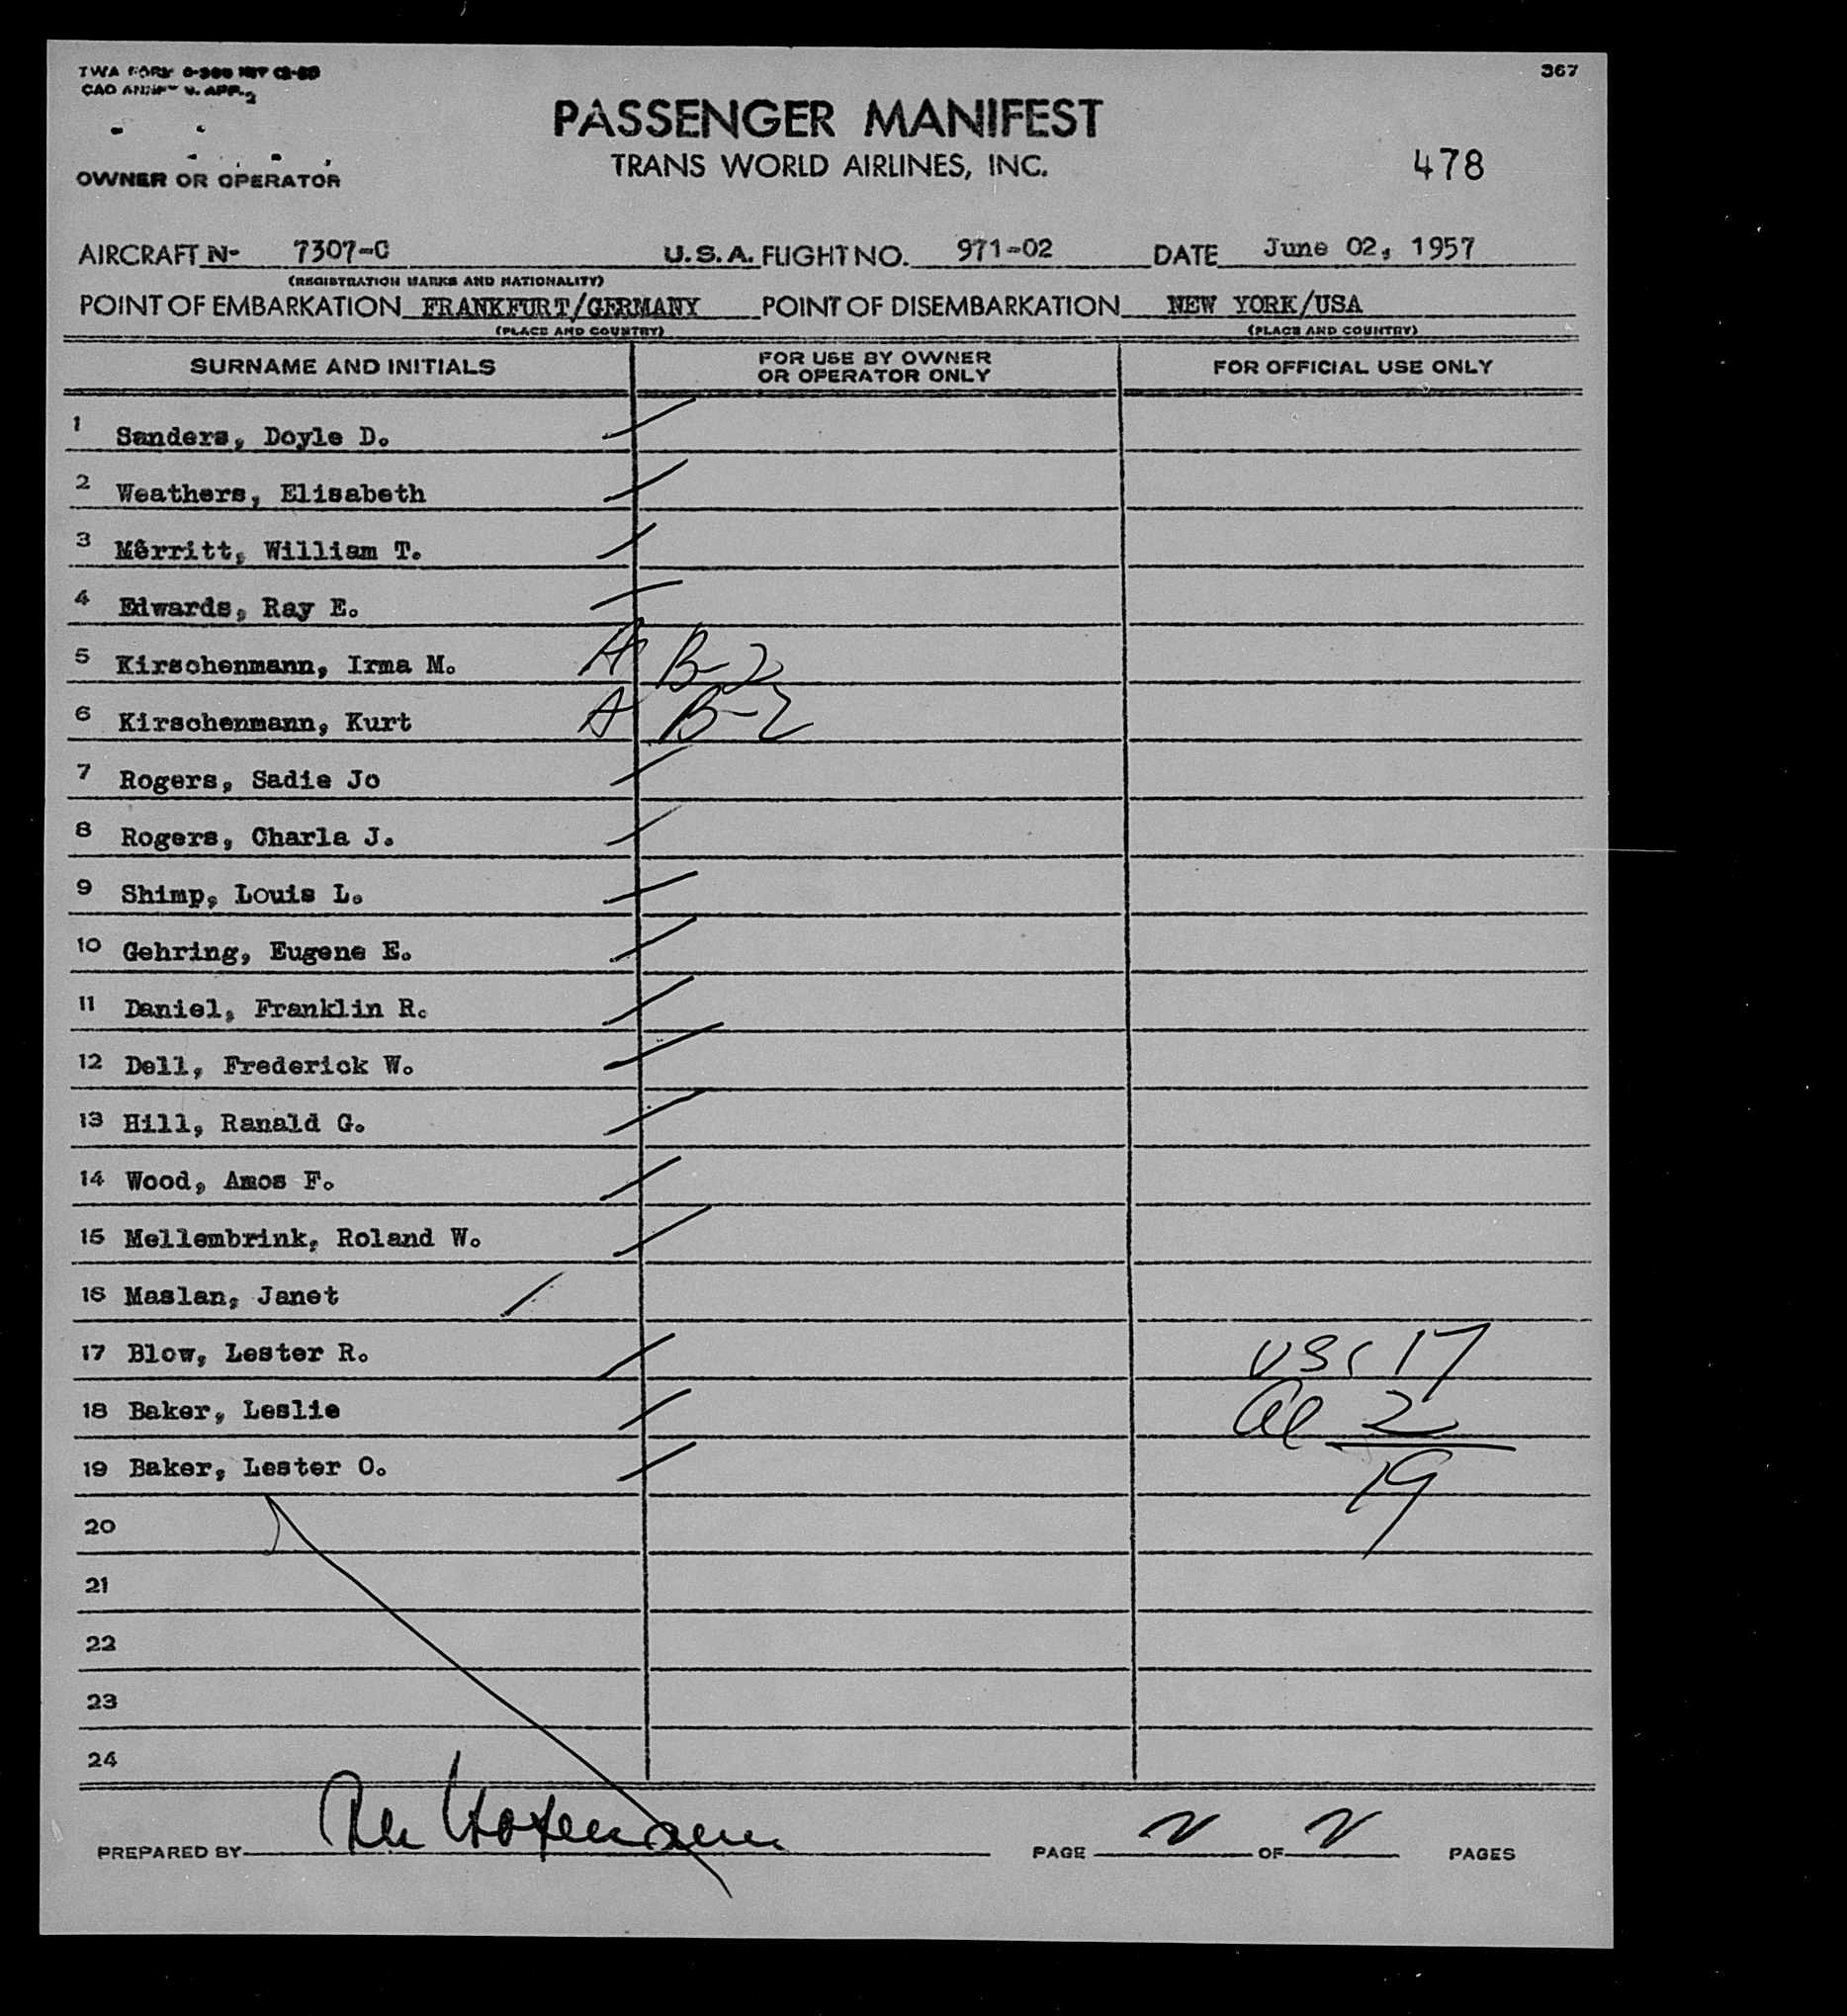 TWA FORM
367
PASSENGER MANIFEST
TRANS WORLD AIRLINES, INC.
478
OWNER OR OPERATOR
AIRCRAFT N- 7307-C U.S.A. FLIGHT NO. 971-02 DATE June 02, 1957
(REGISTRATION MARKS AND NATIONALITY)
POINT OF EMBARKATION FRANKFURT/GERMANY POINT OF DISEMBARKATION NEW YORK/USA
(PLACE AND COUNTRY) (PLACE AND COUNTRY)
SURNAME AND INITIALS FOR USE BY OWNER OR OPERATOR ONLY FOR OFFICIAL USE ONLY
1 Sanders, Doyle D.
2 Weathers, Elisabeth
3 Merritt, William T.
4 Edwards, Ray E.
5 Kirschenmann, Irma M. A B-2
6 Kirschenmann, Kurt A B-2
7 Rogers, Sadie Jo
8 Rogers, Charla J.
9 Shimp, Louis L.
10 Gehring, Eugene E.
11 Daniel, Franklin R.
12 Dell, Frederick W.
13 Hill, Ranald G.
14 Wood, Amos F.
15 Mellembrink, Roland W.
16 Maslan, Janet
17 Blow, Lester R. USC 17
18 Baker, Leslie al 2
19 Baker, Lester O. 19
20
21
22
23
24
PREPARED BY PAGE 2 OF 2 PAGES